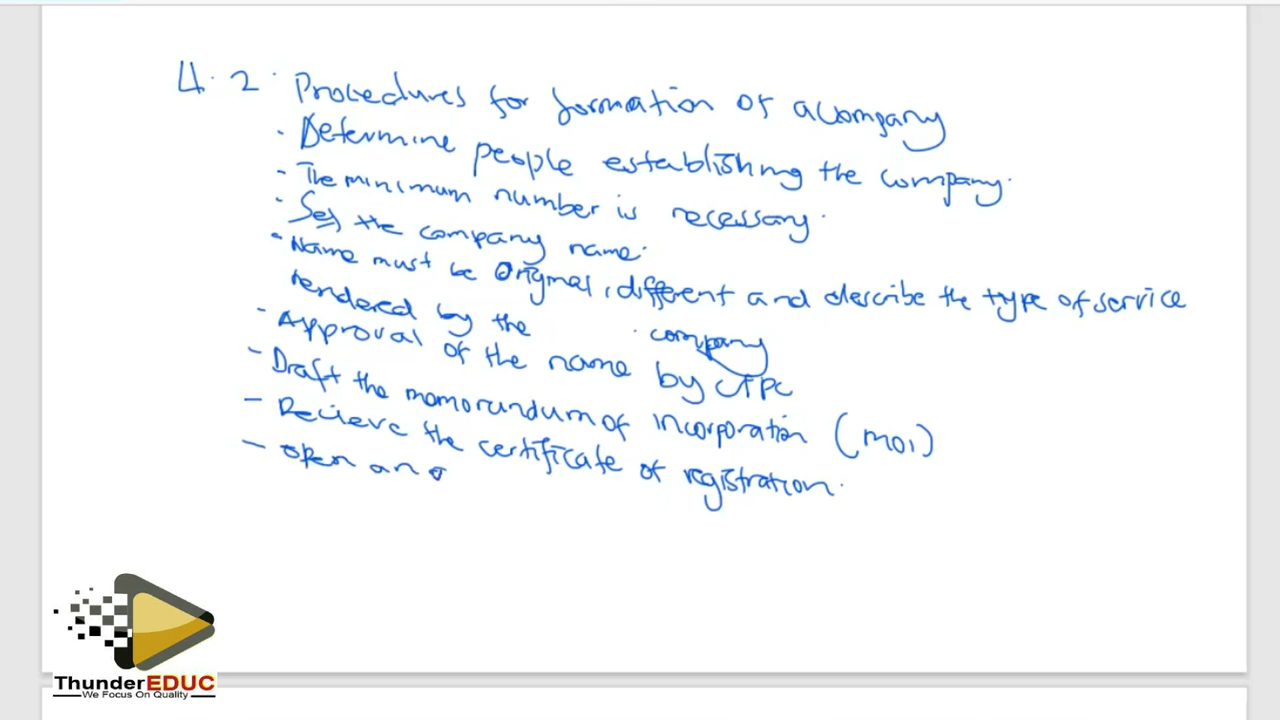 4.2. Procedures for formation of a company
· Determine people establishing the company.
- The minimum number is necessary.
· Set the company name.
- Name must be original, different and describe the type of service
rendered by the company
- Approval of the name by CIPC
- Draft the memorundum of incorporation (MOI)
- Recieve the certificate of registration.
- open an o
ThunderEDUC
We Focus On Quality